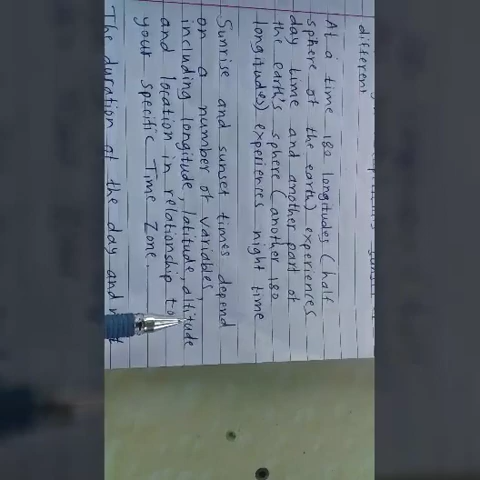 different
At a time 180 longitudes (half
sphere of the earth) experiences
day time and another part of
the earth's sphere (another 180
longitudes) experiences night time
Sunrise and sunset times depend
on a number of variables,
including longitude, latitude, altitude
and location in relationship to
your specific Time Zone.
The duration of the day and